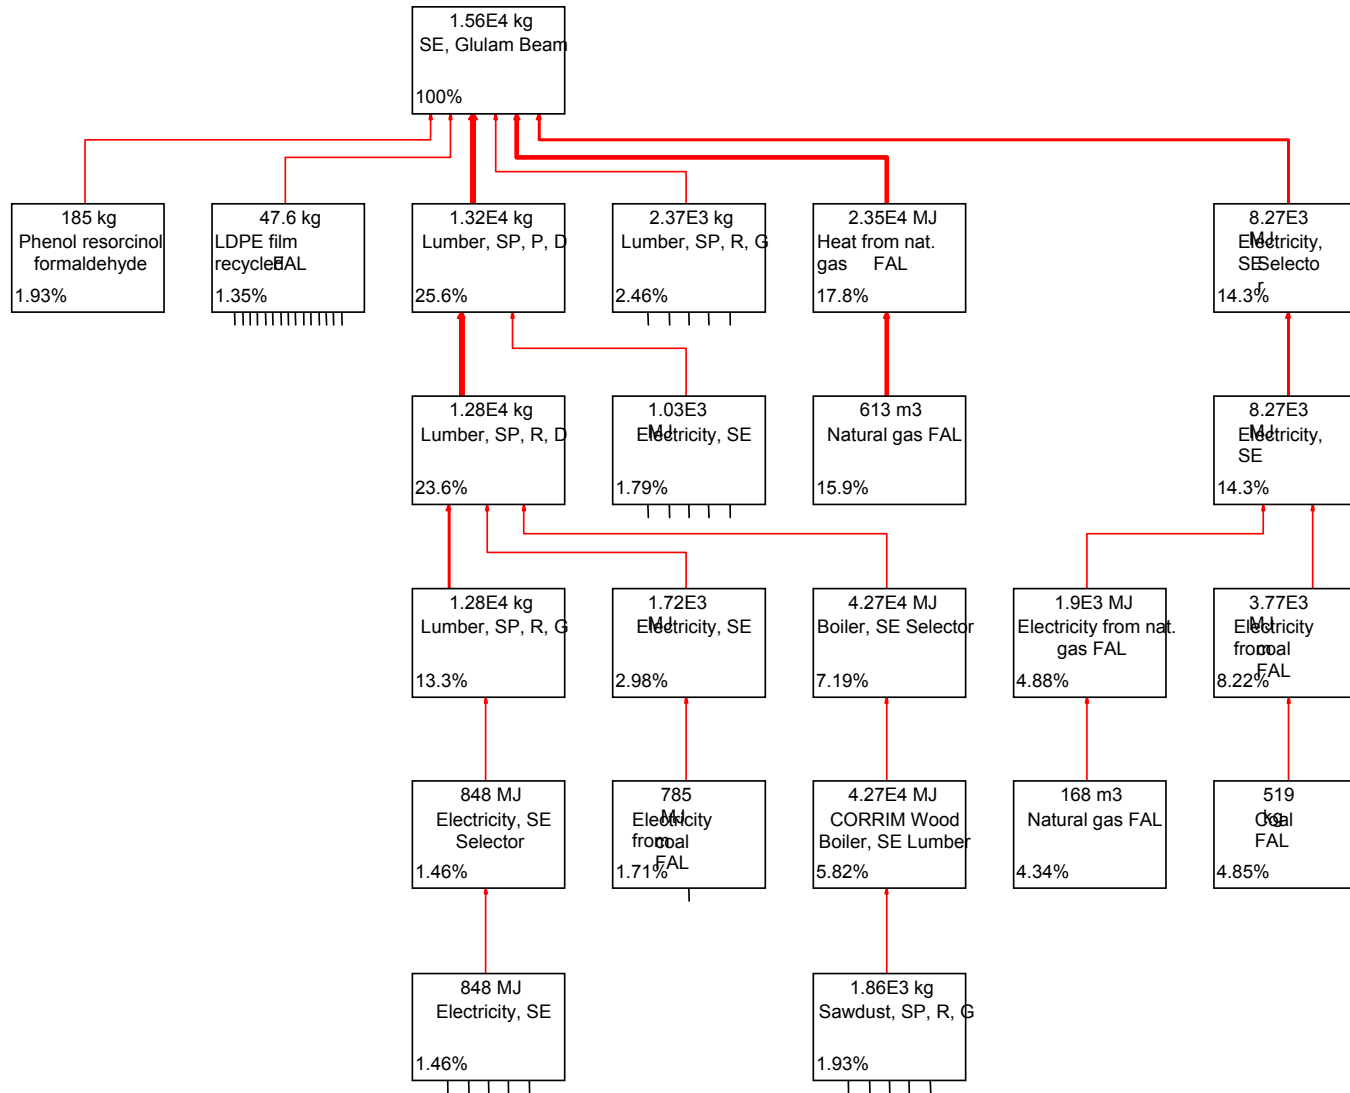 1.56E4 kg
SE, Glulam Beam
100%
185 kg
Phenol resorcinol
formaldehyde
1.93%
47.6 kg
LDPE film
recycled FAL
1.35%
1.32E4 kg
Lumber, SP, P, D
25.6%
2.37E3 kg
Lumber, SP, R, G
2.46%
2.35E4 MJ
Heat from nat.
gas FAL
17.8%
8.27E3
MJ
Electricity,
SE Selecto
r
14.3%
1.28E4 kg
Lumber, SP, R, D
23.6%
1.03E3
MJ
Electricity, SE
1.79%
613 m3
Natural gas FAL
15.9%
8.27E3
MJ
Electricity,
SE
14.3%
1.28E4 kg
Lumber, SP, R, G
13.3%
1.72E3
MJ
Electricity, SE
2.98%
4.27E4 MJ
Boiler, SE Selector
7.19%
1.9E3 MJ
Electricity from nat.
gas FAL
4.88%
3.77E3
MJ
Electricity
from coal
FAL
8.22%
848 MJ
Electricity, SE
Selector
1.46%
785
MJ
Electricity
from coal
FAL
1.71%
4.27E4 MJ
CORRIM Wood
Boiler, SE Lumber
5.82%
168 m3
Natural gas FAL
4.34%
519
kg
Coal
FAL
4.85%
848 MJ
Electricity, SE
1.46%
1.86E3 kg
Sawdust, SP, R, G
1.93%